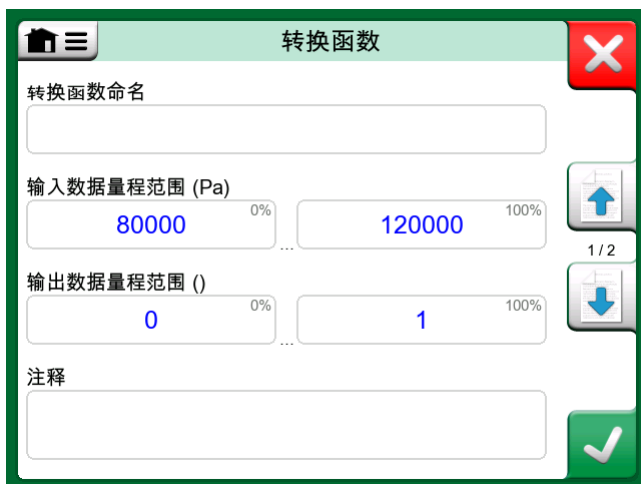 转换函数
转换函数命名
输入数据量程范围 (Pa)
80000 0% ... 120000 100%
1 / 2
输出数据量程范围 ()
0 0% ... 1 100%
注释